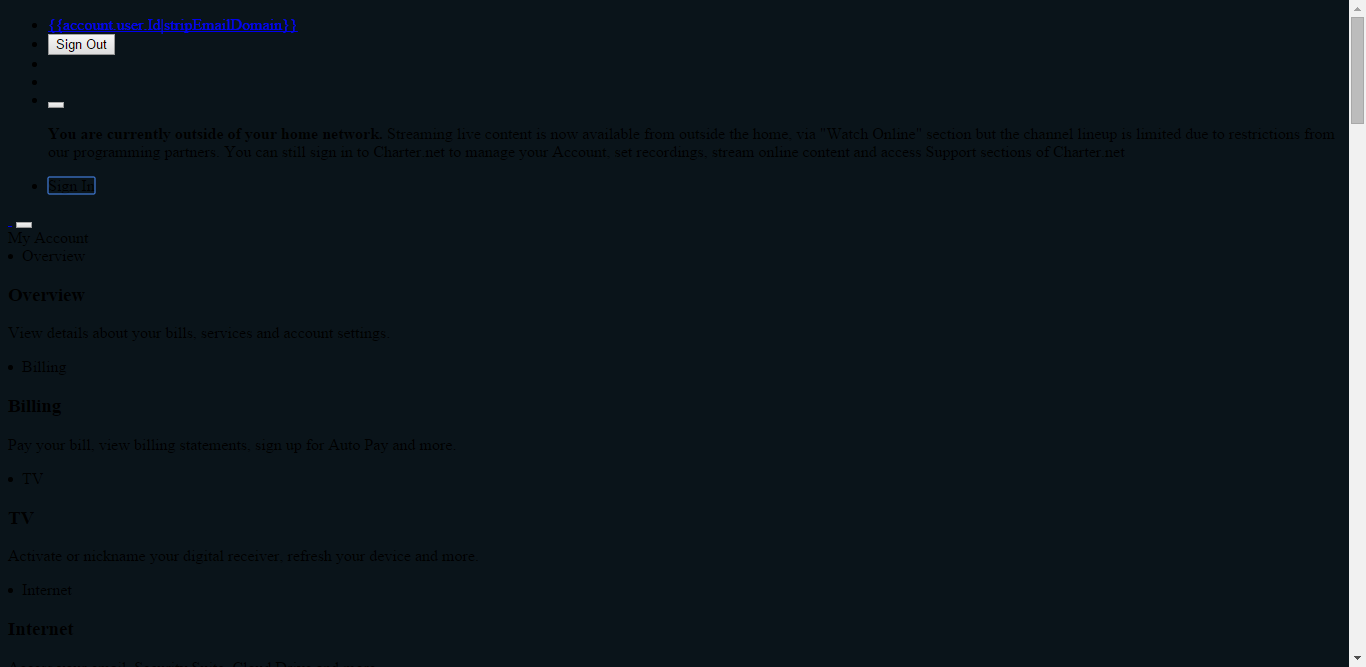 {{account.user.Id|stripEmailDomain}}
Sign Out
You are currently outside of your home network. Streaming live content is now available from outside the home, via "Watch Online" section but the channel lineup is limited due to restrictions from
our programming partners. You can still sign in to Charter.net to manage your Account, set recordings, stream online content and access Support sections of Charter.net
Sign In
My Account
Overview
Overview
View details about your bills, services and account settings.
Billing
Billing
Pay your bill, view billing statements, sign up for Auto Pay and more.
TV
TV
Activate or nickname your digital receiver, refresh your device and more.
Internet
Internet